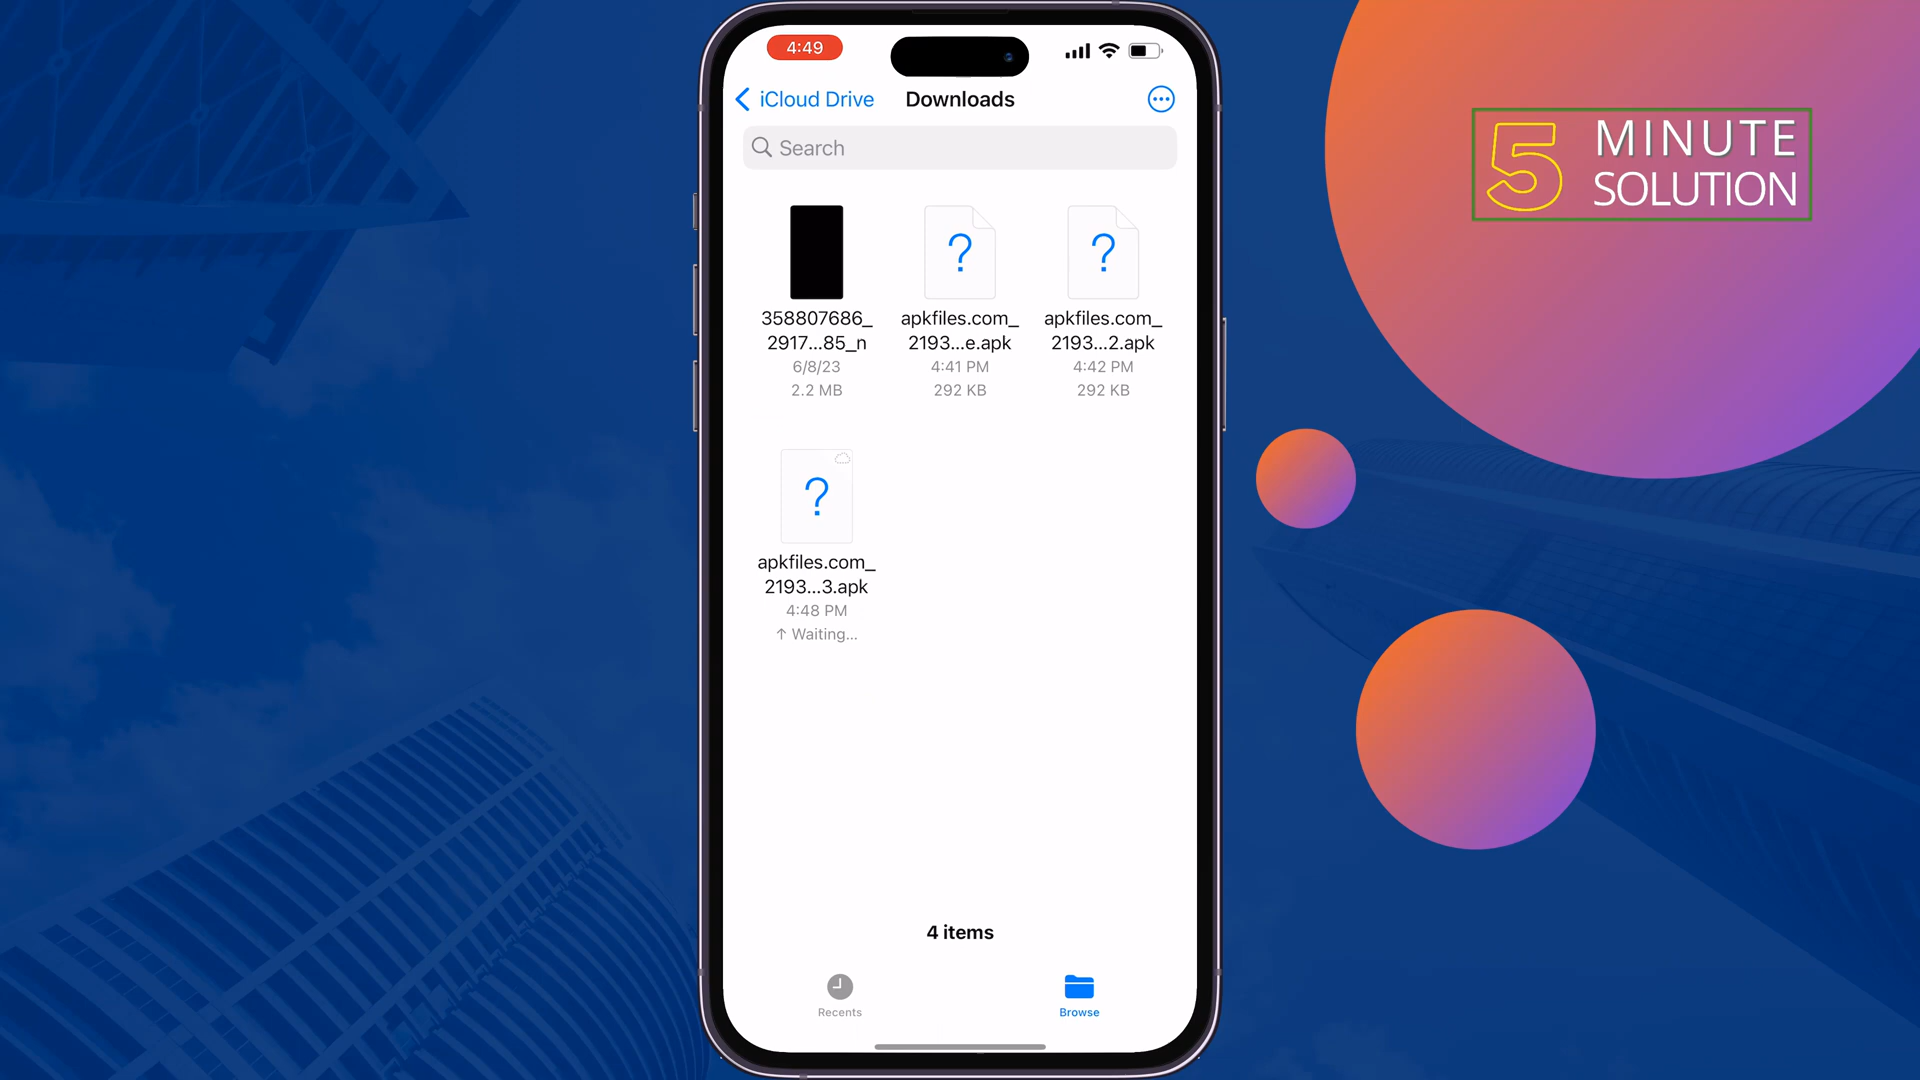 4:49
iCloud Drive
Downloads
Search
358807686_
2917...85_n
6/8/23
2.2 MB
apkfiles.com_
2193...e.apk
4:41 PM
292 KB
apkfiles.com_
2193...2.apk
4:42 PM
292 KB
apkfiles.com_
2193...3.apk
4:48 PM
↑ Waiting...
4 items
Recents
Browse
5 MINUTE
SOLUTION